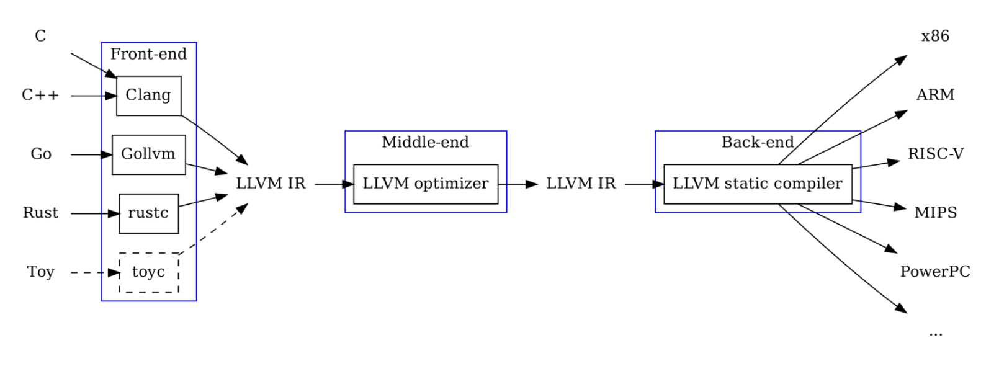 C
C++
Go
Rust
Toy
Front-end
Clang
Gollvm
rustc
toyc
LLVM IR
Middle-end
LLVM optimizer
LLVM IR
Back-end
LLVM static compiler
x86
ARM
RISC-V
MIPS
PowerPC
...